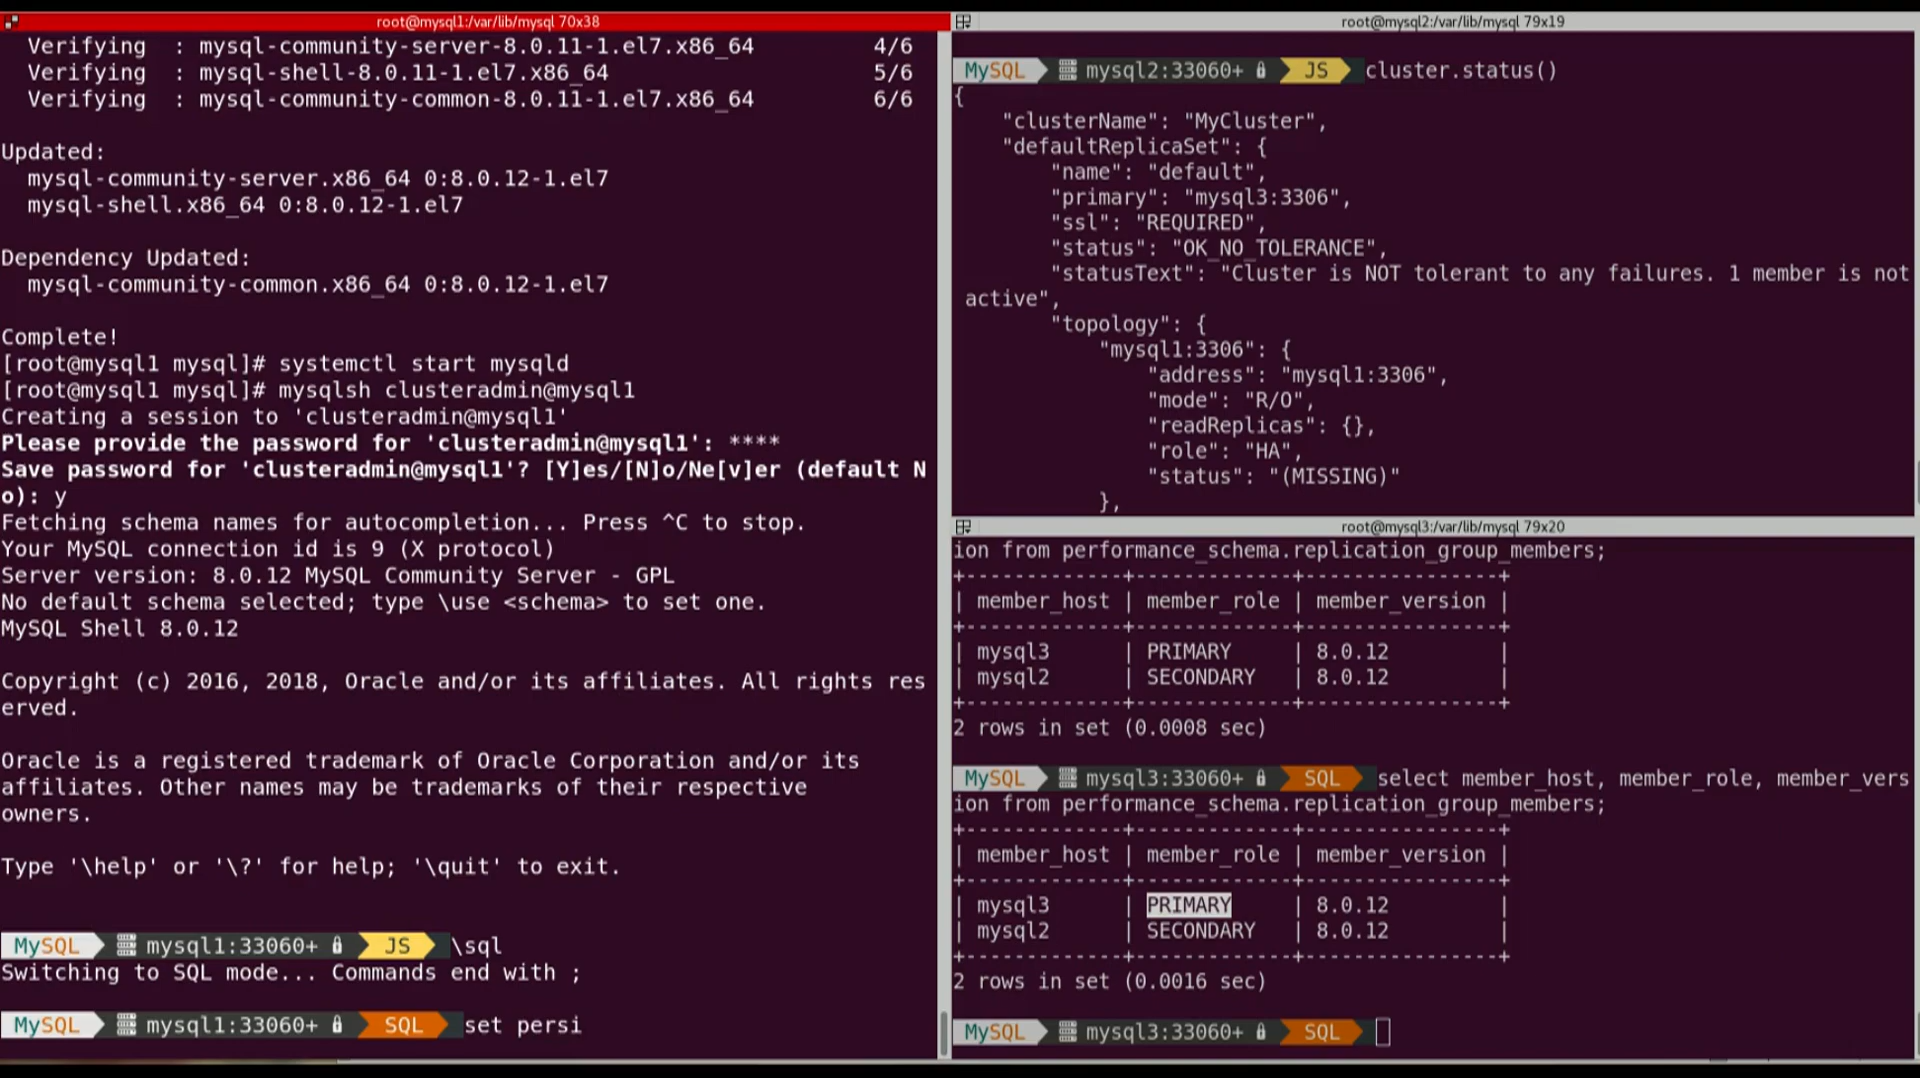 root@mysql1:/var/lib/mysql 70x38
Verifying  : mysql-community-server-8.0.11-1.el7.x86_64         4/6
Verifying  : mysql-shell-8.0.11-1.el7.x86_64                    5/6
Verifying  : mysql-community-common-8.0.11-1.el7.x86_64         6/6
Updated:
mysql-community-server.x86_64 0:8.0.12-1.el7
mysql-shell.x86_64 0:8.0.12-1.el7
Dependency Updated:
mysql-community-common.x86_64 0:8.0.12-1.el7
Complete!
[root@mysql1 mysql]# systemctl start mysqld
[root@mysql1 mysql]# mysqlsh clusteradmin@mysql1
Creating a session to 'clusteradmin@mysql1'
Please provide the password for 'clusteradmin@mysql1': ****
Save password for 'clusteradmin@mysql1'? [Y]es/[N]o/Ne[v]er (default N
o): y
Fetching schema names for autocompletion... Press ^C to stop.
Your MySQL connection id is 9 (X protocol)
Server version: 8.0.12 MySQL Community Server - GPL
No default schema selected; type \use <schema> to set one.
MySQL Shell 8.0.12
Copyright (c) 2016, 2018, Oracle and/or its affiliates. All rights res
erved.
Oracle is a registered trademark of Oracle Corporation and/or its
affiliates. Other names may be trademarks of their respective
owners.
Type '\help' or '\?' for help; '\quit' to exit.
MySQL mysql1:33060+ JS \sql
Switching to SQL mode... Commands end with ;
MySQL mysql1:33060+ SQL set persi
root@mysql2:/var/lib/mysql 79x19
MySQL mysql2:33060+ JS cluster.status()
{
"clusterName": "MyCluster",
"defaultReplicaSet": {
"name": "default",
"primary": "mysql3:3306",
"ssl": "REQUIRED",
"status": "OK_NO_TOLERANCE",
"statusText": "Cluster is NOT tolerant to any failures. 1 member is not
active",
"topology": {
"mysql1:3306": {
"address": "mysql1:3306",
"mode": "R/O",
"readReplicas": {},
"role": "HA",
"status": "(MISSING)"
},
root@mysql3:/var/lib/mysql 79x20
ion from performance_schema.replication_group_members;
+-------------+-------------+----------------+
| member_host | member_role | member_version |
+-------------+-------------+----------------+
| mysql3      | PRIMARY     | 8.0.12         |
| mysql2      | SECONDARY   | 8.0.12         |
+-------------+-------------+----------------+
2 rows in set (0.0008 sec)
MySQL mysql3:33060+ SQL select member_host, member_role, member_vers
ion from performance_schema.replication_group_members;
+-------------+-------------+----------------+
| member_host | member_role | member_version |
+-------------+-------------+----------------+
| mysql3      | PRIMARY     | 8.0.12         |
| mysql2      | SECONDARY   | 8.0.12         |
+-------------+-------------+----------------+
2 rows in set (0.0016 sec)
MySQL mysql3:33060+ SQL